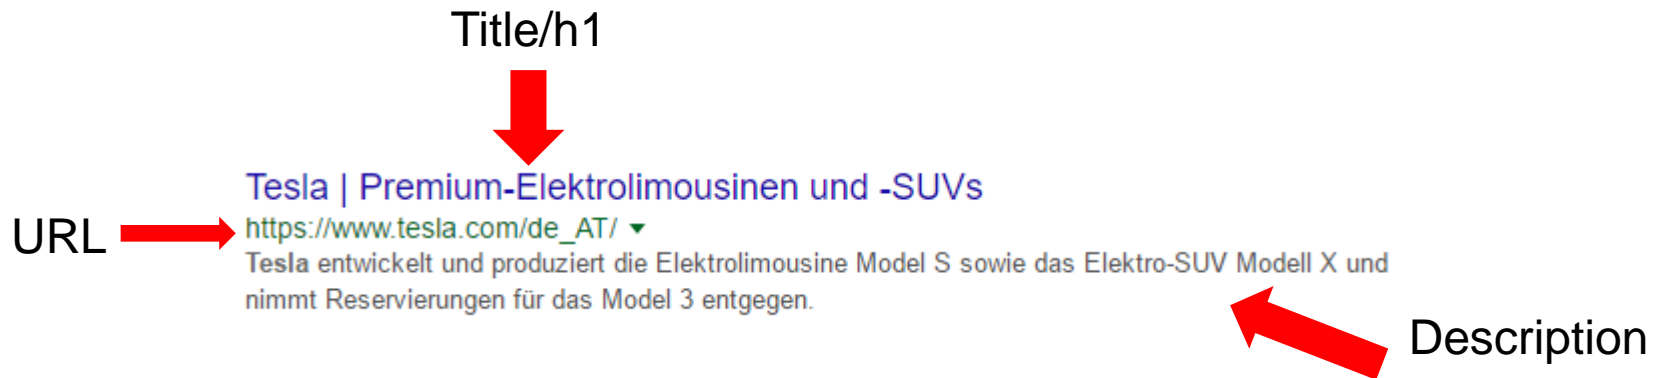 Title/h1
Tesla | Premium-Elektrolimousinen und -SUVs
URL
https://www.tesla.com/de_AT/
Tesla entwickelt und produziert die Elektrolimousine Model S sowie das Elektro-SUV Modell X und
nimmt Reservierungen für das Model 3 entgegen.
Description